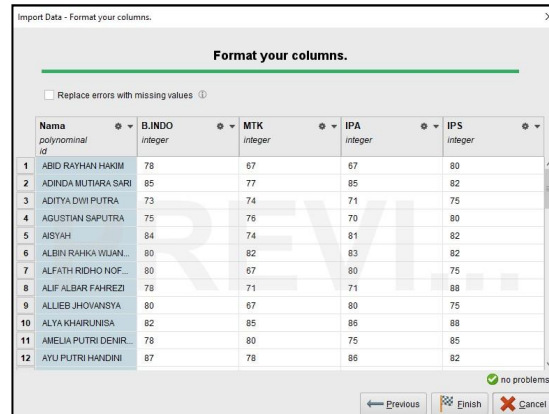 Import Data - Format your columns.
Format your columns.
Replace errors with missing values
Nama B.INDO MTK IPA IPS
polynominal integer integer integer integer
id
1 ABID RAYHAN HAKIM 78 67 67 80
2 ADINDA MUTIARA SARI 85 77 85 82
3 ADITYA DWI PUTRA 73 74 71 75
4 AGUSTIAN SAPUTRA 75 76 70 80
5 AISYAH 84 74 81 82
6 ALBIN RAHKA WIJAN... 80 82 83 82
7 ALFATH RIDHO NOF... 80 67 80 75
8 ALIF ALBAR FAHREZI 78 71 71 88
9 ALLIEB JHOVANSYA 80 67 80 75
10 ALYA KHAIRUNISA 82 85 86 88
11 AMELIA PUTRI DENIR... 78 80 75 85
12 AYU PUTRI HANDINI 87 78 86 82
PREVI...
no problems
Previous Finish Cancel